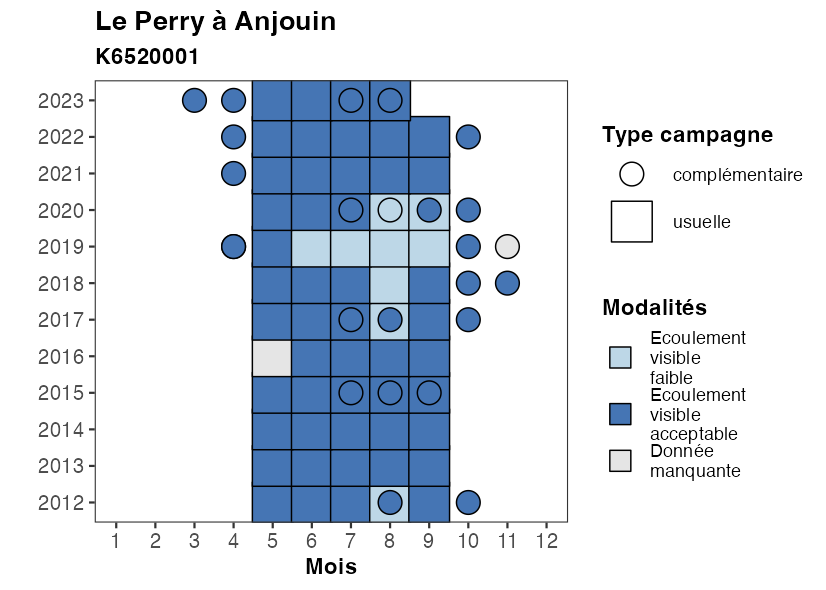 Le Perry à Anjouin
K6520001
2023
2022
2021
2020
2019
2018
2017
2016
2015
2014
2013
2012
1 2 3 4 5 6 7 8 9 10 11 12
Mois
Type campagne
complémentaire
usuelle
Modalités
Ecoulement
visible
faible
Ecoulement
visible
acceptable
Donnée
manquante